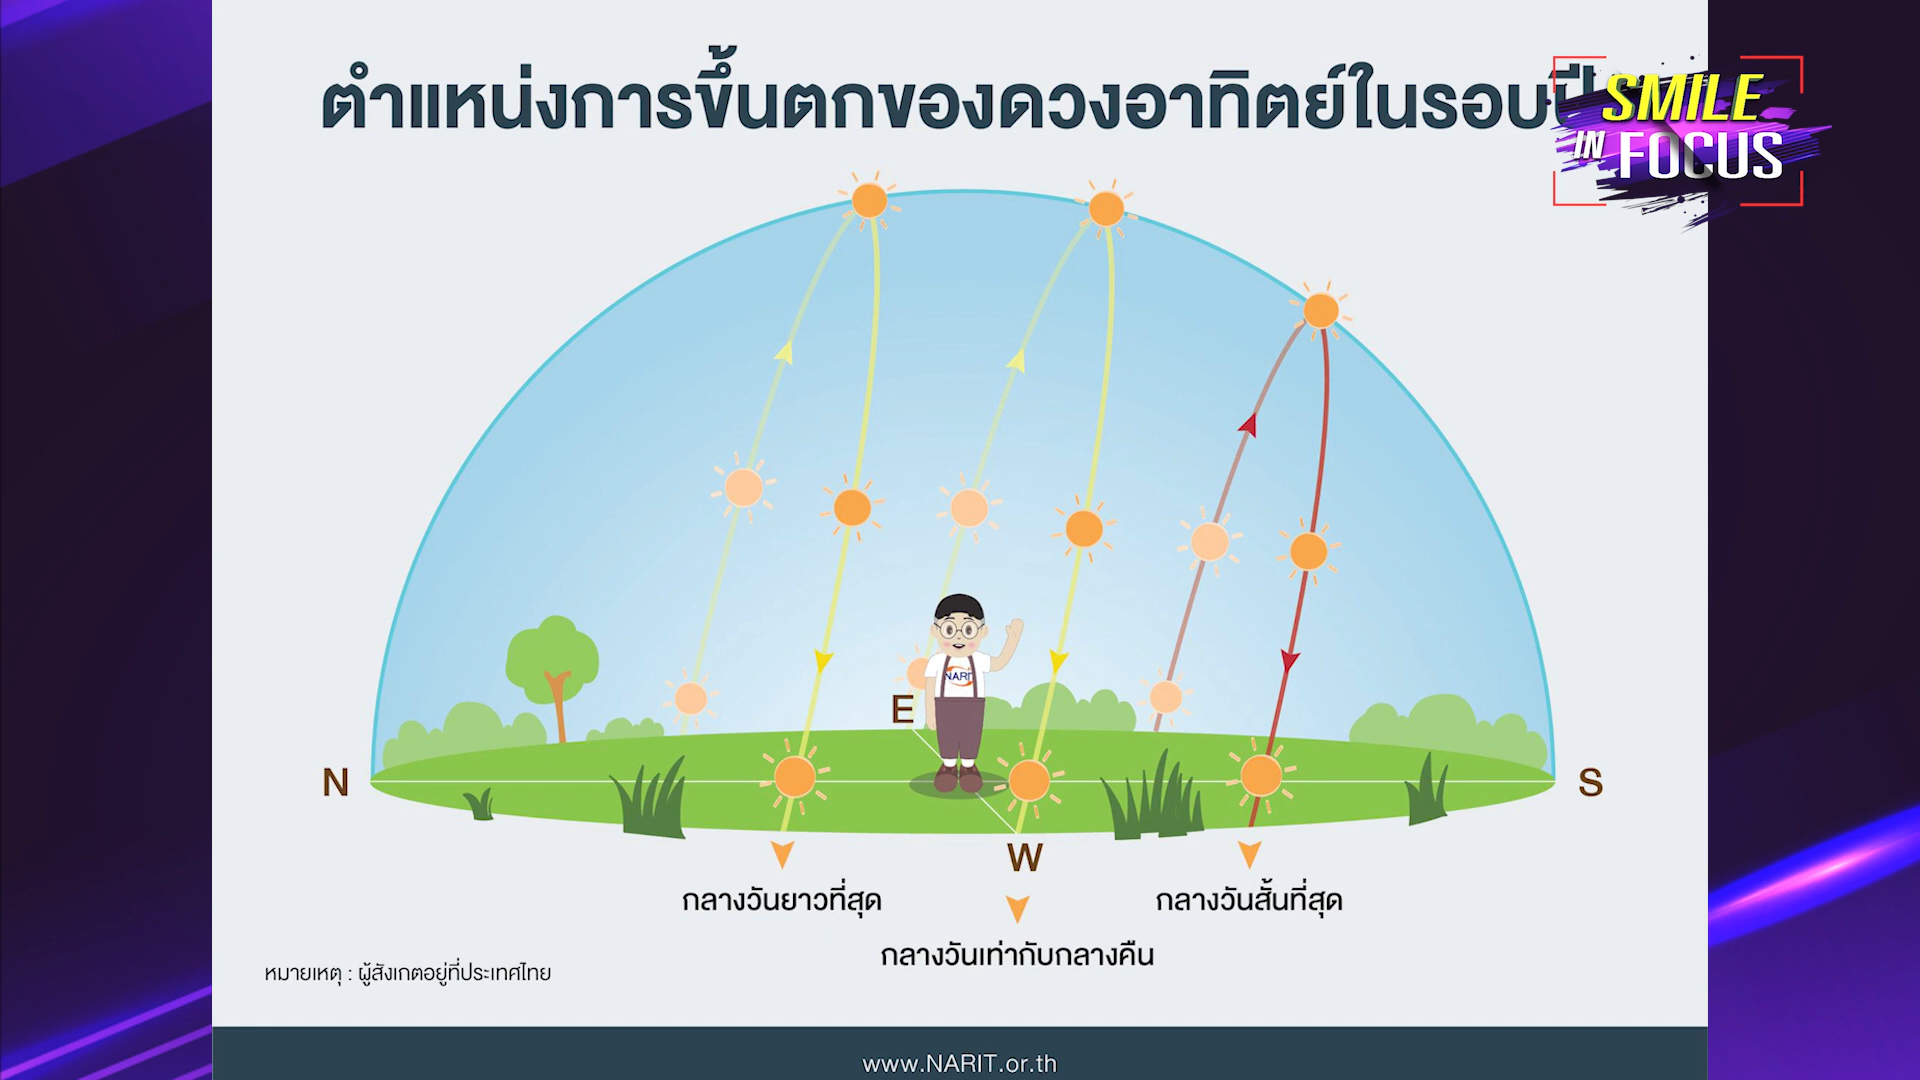 ตำแหน่งการขึ้นตกของดวงอาทิตย์ในรอบปี
SMILE
IN FOCUS
NARIT
E
N
S
W
กลางวันยาวที่สุด
กลางวันสั้นที่สุด
กลางวันเท่ากับกลางคืน
หมายเหตุ : ผู้สังเกตอยู่ที่ประเทศไทย
www.NARIT.or.th